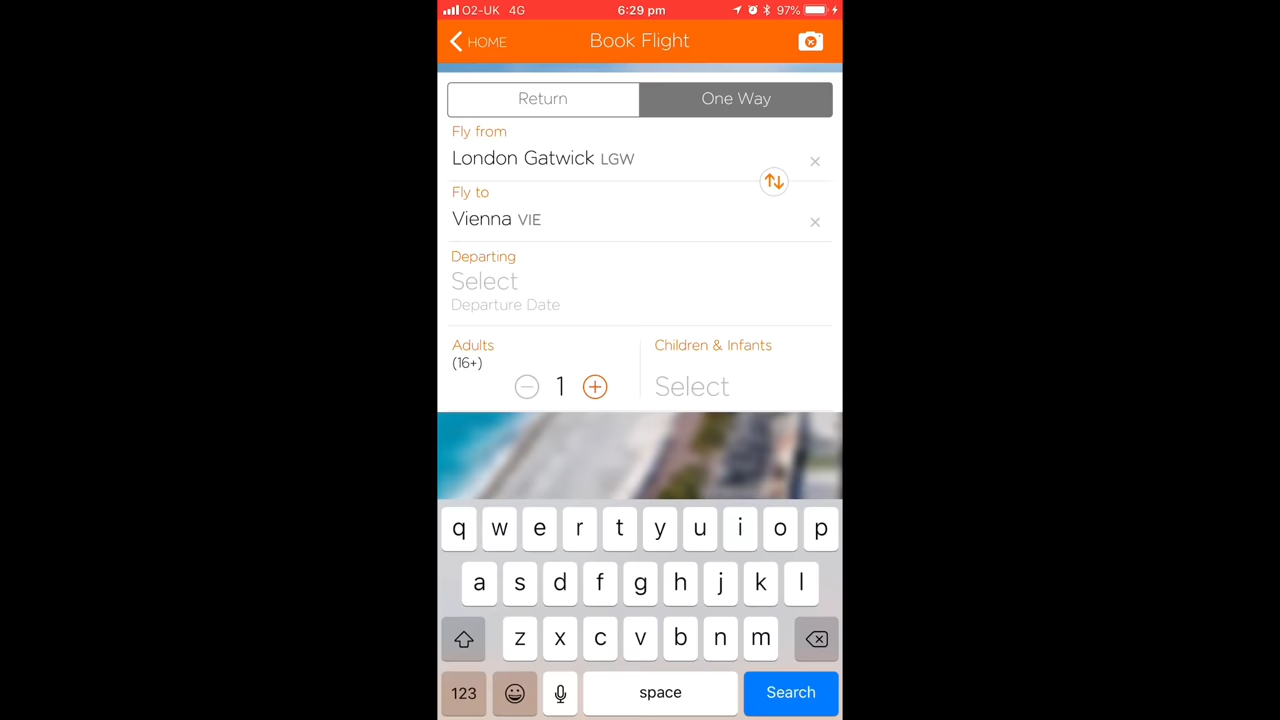 O2-UK 4G 6:29 pm 97%
HOME Book Flight
Return One Way
Fly from
London Gatwick LGW
Fly to
Vienna VIE
Departing
Select
Departure Date
Adults Children & Infants
(16+)
1 Select
q w e r t y u i o p
a s d f g h j k l
z x c v b n m
123 space Search